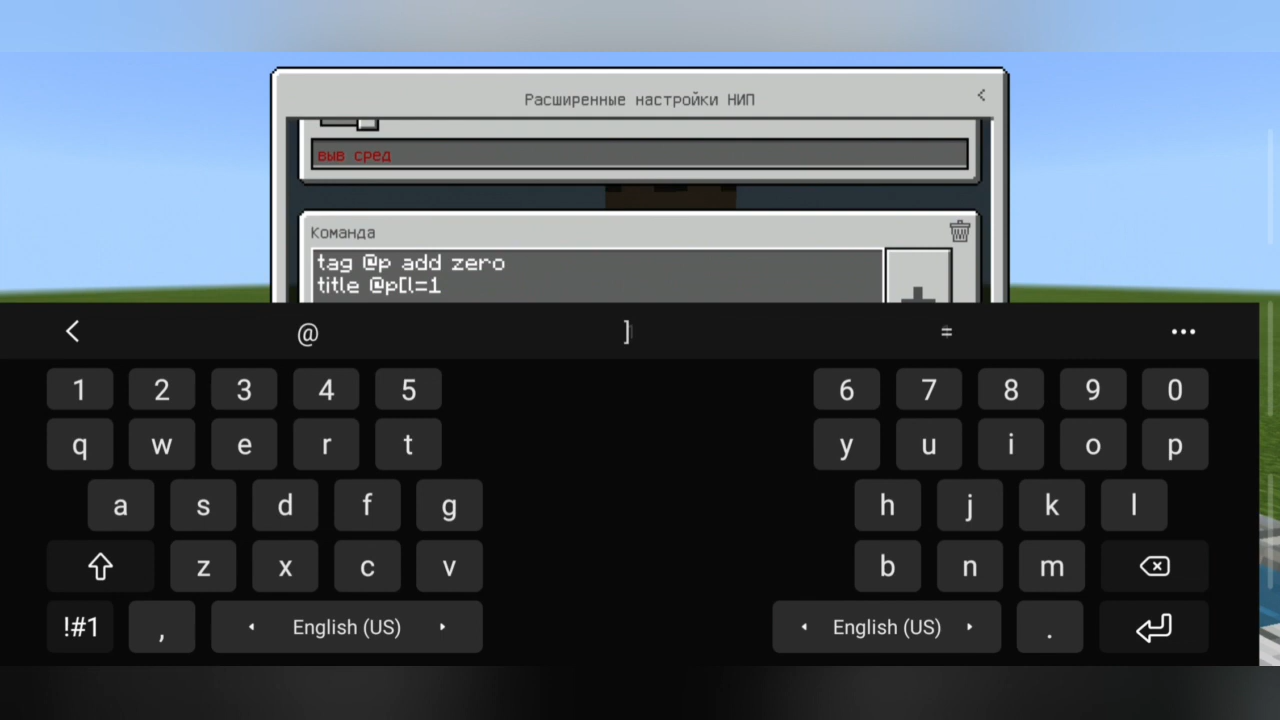 Расширенные настройки НИП
<
выв сред
Команда
tag @p add zero
title @p[l=1
@ ] = •••
1 2 3 4 5 6 7 8 9 0
q w e r t y u i o p
a s d f g h j k l
z x c v b n m
!#1 , English (US) English (US) .